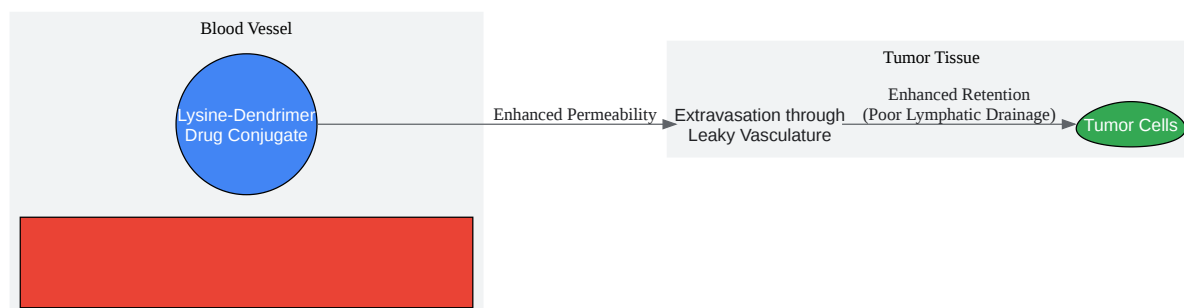 Blood Vessel
Lysine-Dendrimer
Drug Conjugate
Enhanced Permeability
Tumor Tissue
Extravasation through
Leaky Vasculature
Enhanced Retention
(Poor Lymphatic Drainage)
Tumor Cells